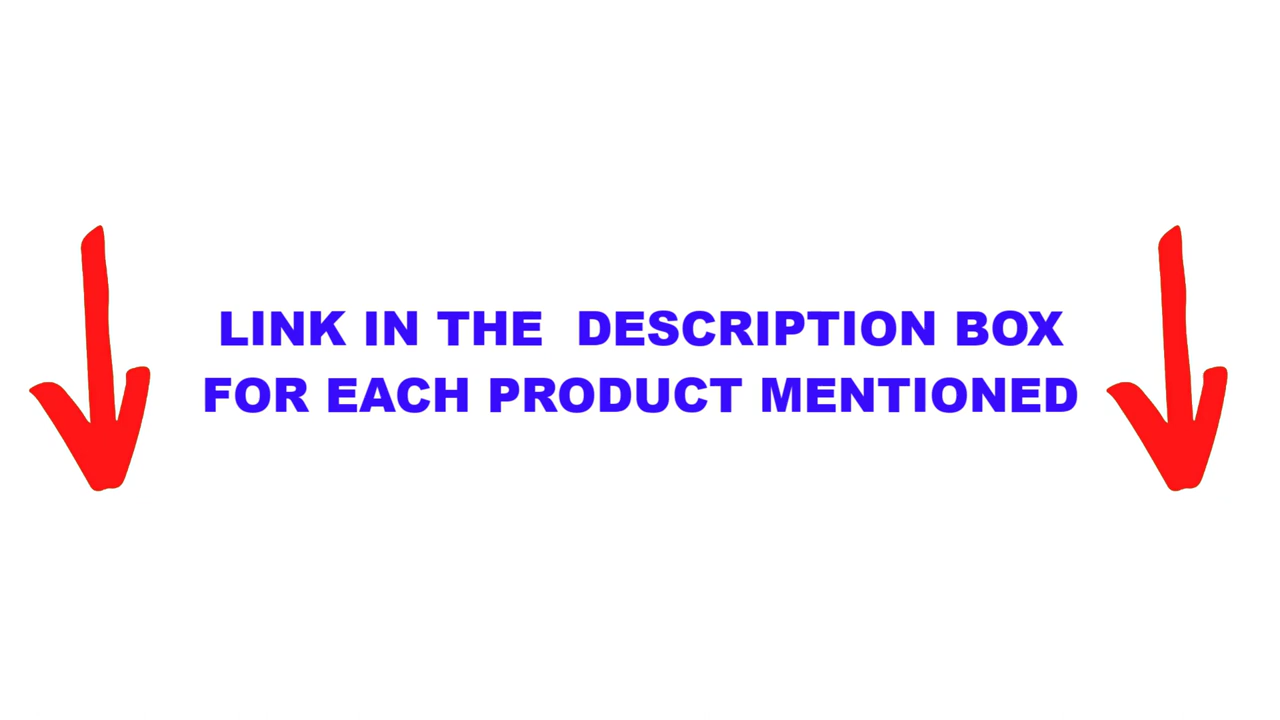 LINK IN THE  DESCRIPTION BOX
FOR EACH PRODUCT MENTIONED